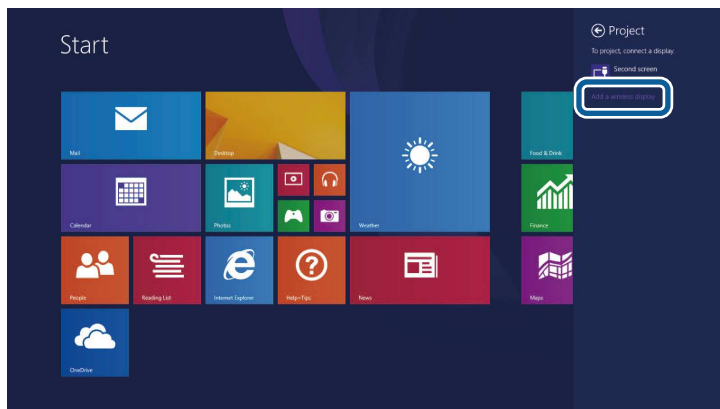 Start
Project
To project, connect a display.
Second screen
Add a wireless display
Mail
Desktop
Food & Drink
Calendar
Photos
Weather
Finance
People
Reading List
Internet Explorer
Help+Tips
News
Maps
OneDrive